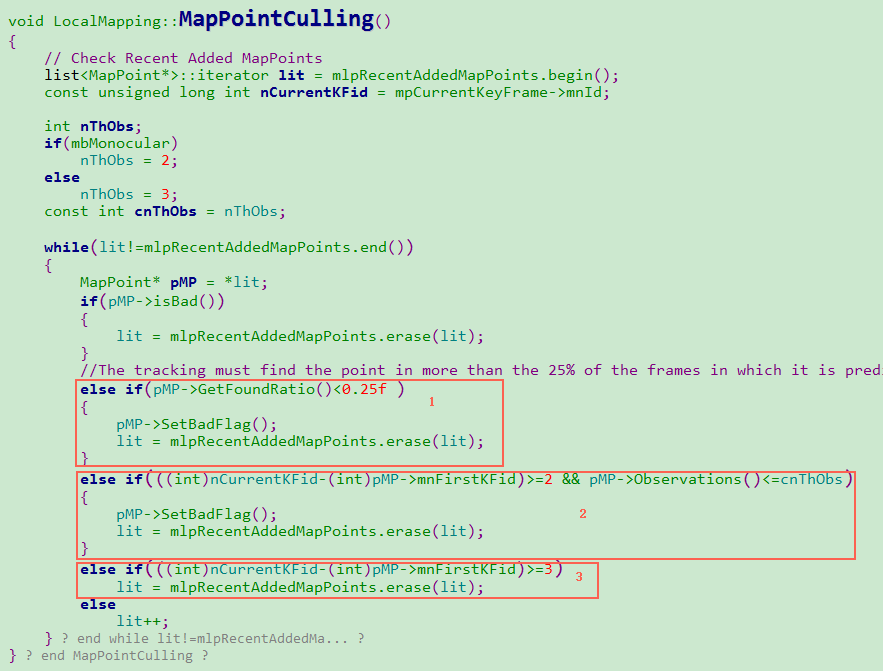 void LocalMapping::MapPointCulling()
{
    // Check Recent Added MapPoints
    list<MapPoint*>::iterator lit = mlpRecentAddedMapPoints.begin();
    const unsigned long int nCurrentKFid = mpCurrentKeyFrame->mnId;

    int nThObs;
    if(mbMonocular)
        nThObs = 2;
    else
        nThObs = 3;
    const int cnThObs = nThObs;

    while(lit!=mlpRecentAddedMapPoints.end())
    {
        MapPoint* pMP = *lit;
        if(pMP->isBad())
        {
            lit = mlpRecentAddedMapPoints.erase(lit);
        }
        //The tracking must find the point in more than the 25% of the frames in which it is pred
        else if(pMP->GetFoundRatio()<0.25f )
        {    1
            pMP->SetBadFlag();
            lit = mlpRecentAddedMapPoints.erase(lit);
        }
        else if(((int)nCurrentKFid-(int)pMP->mnFirstKFid)>=2 && pMP->Observations()<=cnThObs)
        {
            pMP->SetBadFlag();    2
            lit = mlpRecentAddedMapPoints.erase(lit);
        }
        else if(((int)nCurrentKFid-(int)pMP->mnFirstKFid)>=3)    3
            lit = mlpRecentAddedMapPoints.erase(lit);
        else
            lit++;
    } ? end while lit!=mlpRecentAddedMa... ?
} ? end MapPointCulling ?